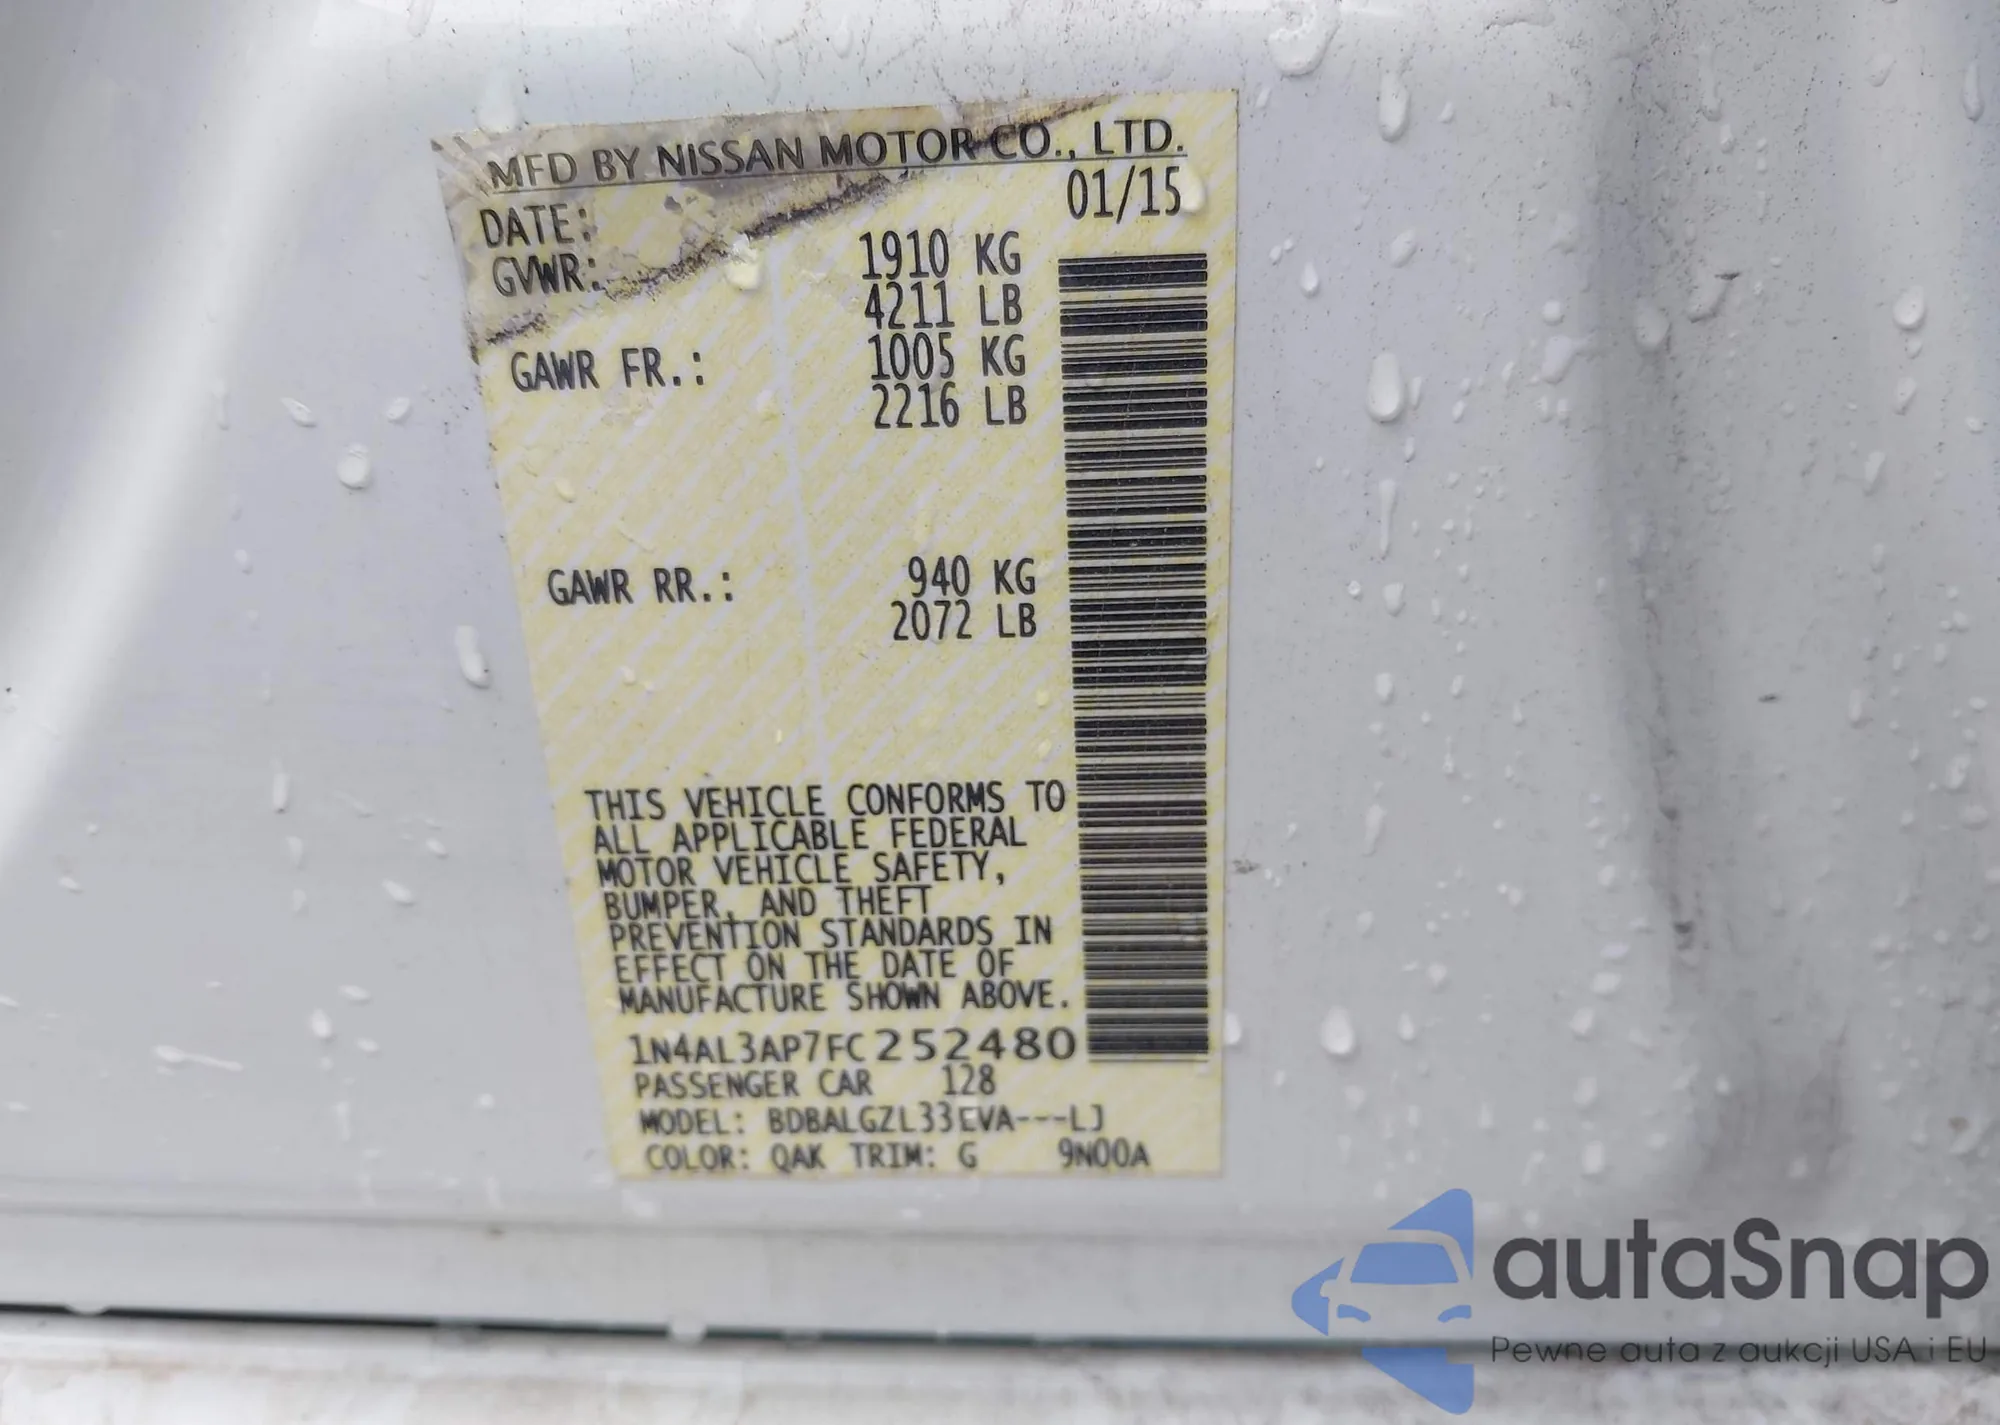 MFD BY NISSAN MOTOR CO., LTD.
DATE: 01/15
GVWR: 1910 KG
4211 LB
GAWR FR.: 1005 KG
2216 LB
GAWR RR.: 940 KG
2072 LB
THIS VEHICLE CONFORMS TO
ALL APPLICABLE FEDERAL
MOTOR VEHICLE SAFETY,
BUMPER, AND THEFT
PREVENTION STANDARDS IN
EFFECT ON THE DATE OF
MANUFACTURE SHOWN ABOVE.
1N4AL3AP7FC252480
PASSENGER CAR 128
MODEL: BDBALGZL33EVA---LJ
COLOR: QAK TRIM: G 9N00A
autaSnap
Pewne auta z aukcji USA i EU